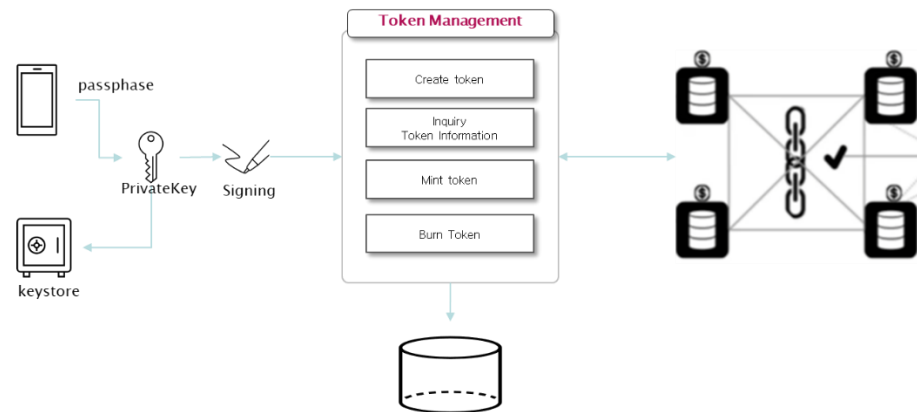 Token Management
passphase
Create token
Inquiry
Token Information
PrivateKey
Signing
Mint token
Burn Token
keystore
$
$
$
$